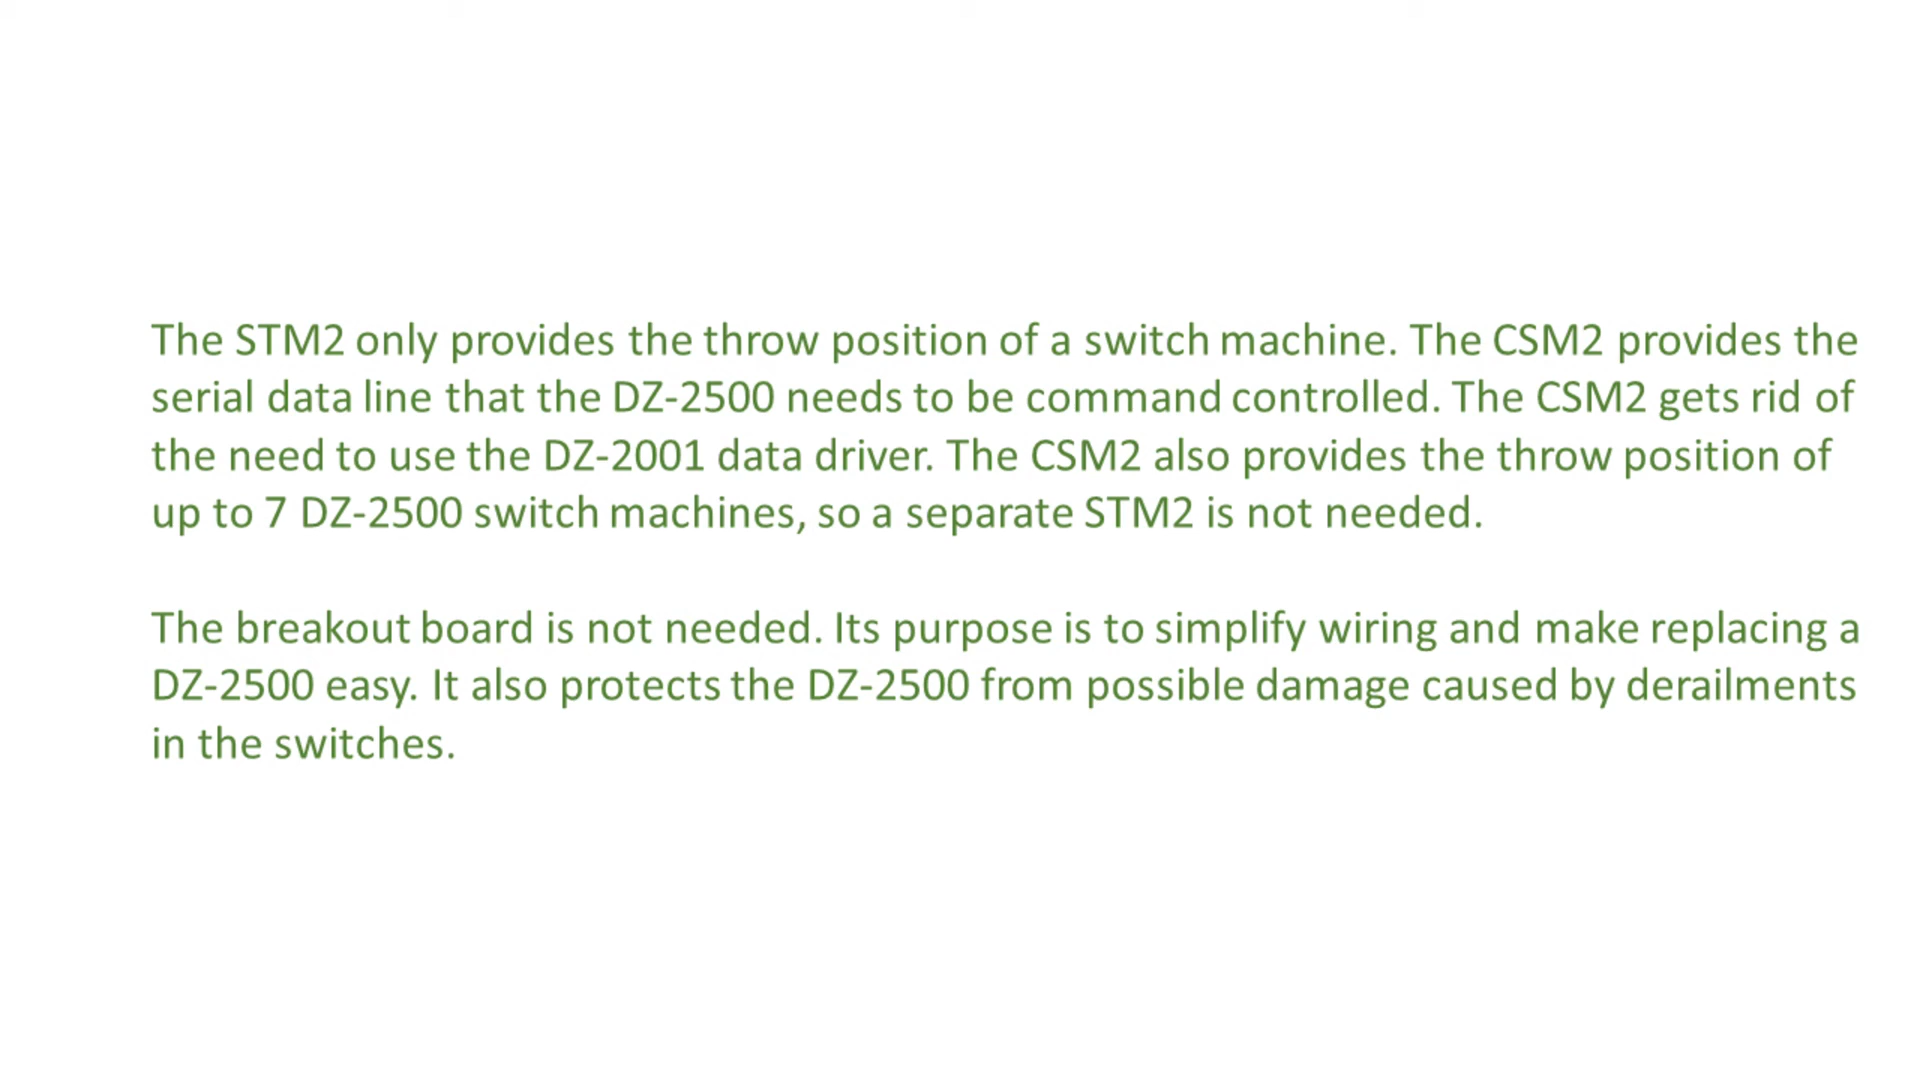 The STM2 only provides the throw position of a switch machine. The CSM2 provides the
serial data line that the DZ-2500 needs to be command controlled. The CSM2 gets rid of
the need to use the DZ-2001 data driver. The CSM2 also provides the throw position of
up to 7 DZ-2500 switch machines, so a separate STM2 is not needed.
The breakout board is not needed. Its purpose is to simplify wiring and make replacing a
DZ-2500 easy. It also protects the DZ-2500 from possible damage caused by derailments
in the switches.